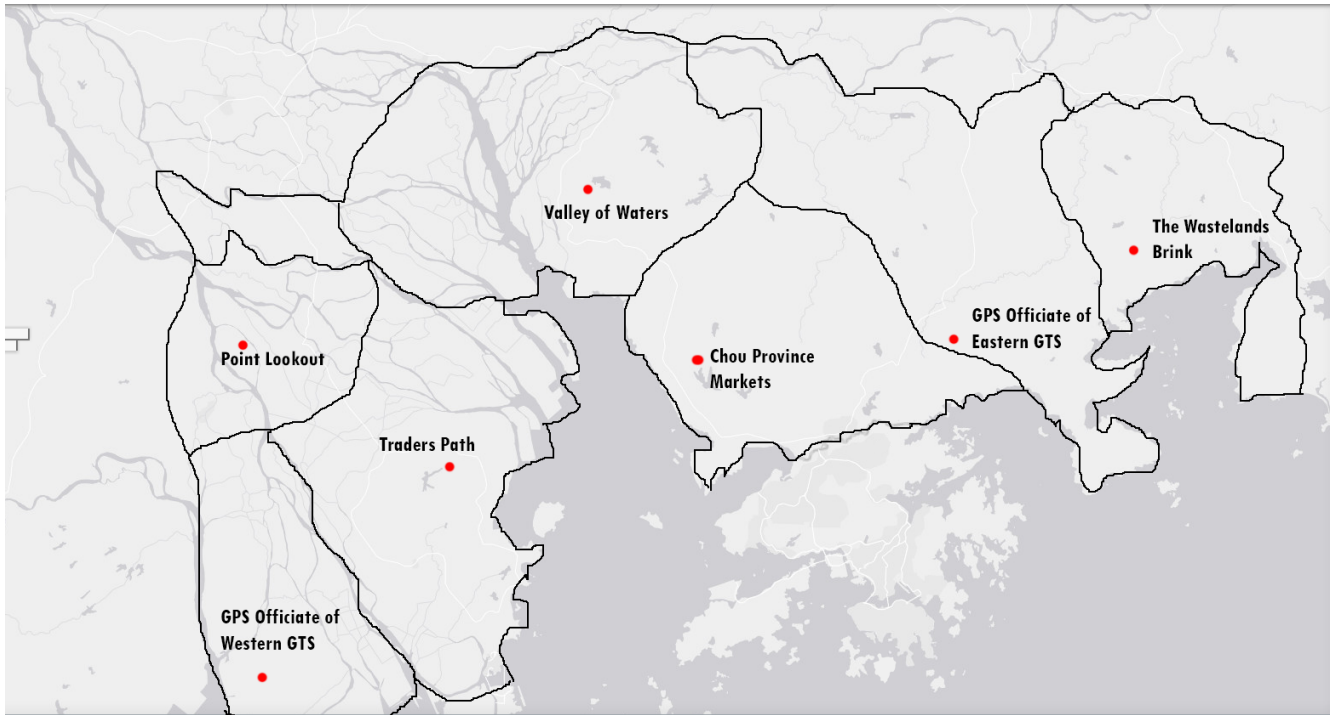 Valley of Waters
The Wastelands
Brink
GPS Officiate of
Eastern GTS
Point Lookout
Chou Province
Markets
Traders Path
GPS Officiate of
Western GTS